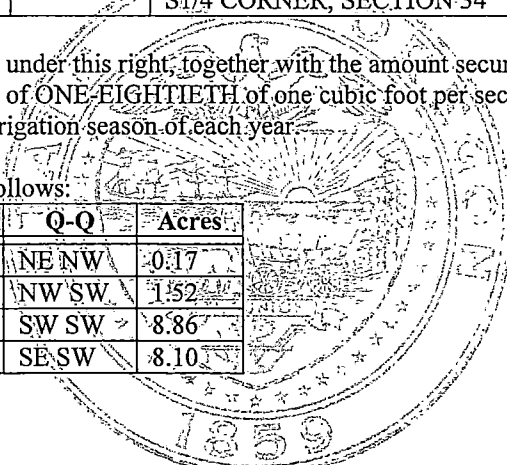 S1/4 CORNER, SECTION 34
under this right, together with the amount secur
of ONE-EIGHTIETH of one cubic foot per sec
rigation season of each year.
ollows:
Q-Q Acres
NE NW 0.17
NW SW 1.52
SW SW 8.86
SE SW 8.10
1859